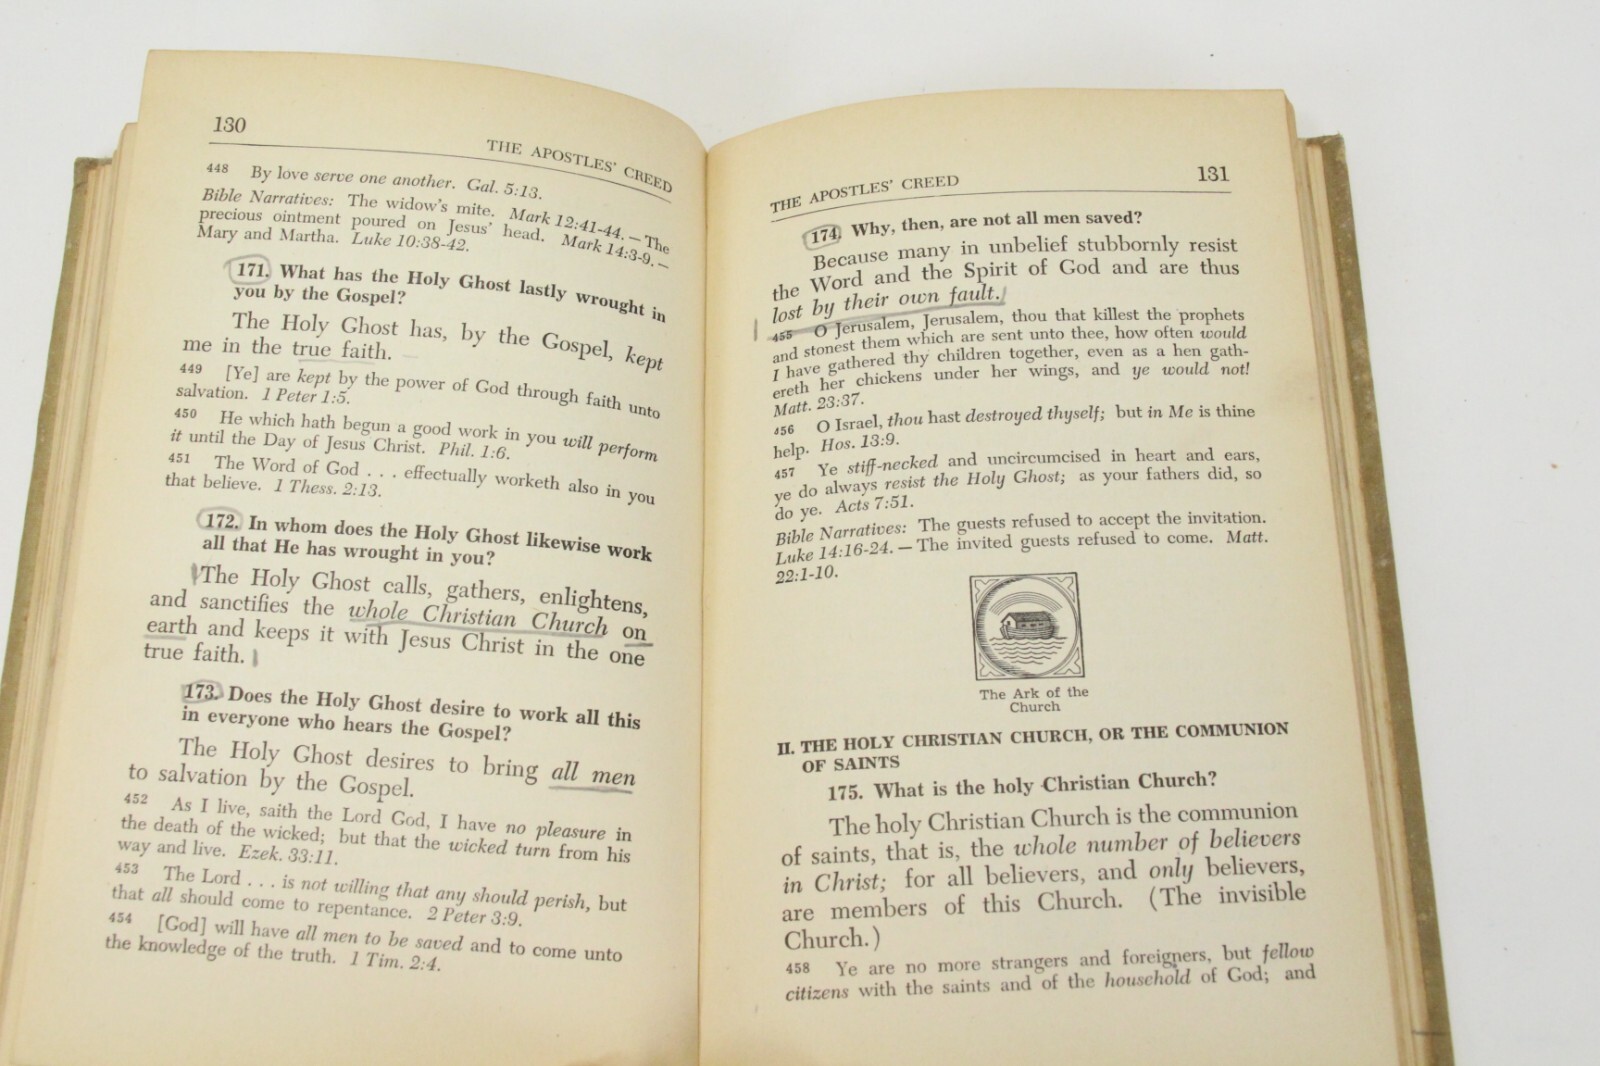 130
THE APOSTLES' CREED
448 By love serve one another. Gal. 5:13.
Bible Narratives: The widow's mite. Mark 12:41-44. — The
precious ointment poured on Jesus' head. Mark 14:3-9. —
Mary and Martha. Luke 10:38-42.
171. What has the Holy Ghost lastly wrought in
you by the Gospel?
The Holy Ghost has, by the Gospel, kept
me in the true faith.
449 [Ye] are kept by the power of God through faith unto
salvation. 1 Peter 1:5.
450 He which hath begun a good work in you will perform
it until the Day of Jesus Christ. Phil. 1:6.
451 The Word of God . . . effectually worketh also in you
that believe. 1 Thess. 2:13.
172. In whom does the Holy Ghost likewise work
all that He has wrought in you?
The Holy Ghost calls, gathers, enlightens,
and sanctifies the whole Christian Church on
earth and keeps it with Jesus Christ in the one
true faith.
173. Does the Holy Ghost desire to work all this
in everyone who hears the Gospel?
The Holy Ghost desires to bring all men
to salvation by the Gospel.
452 As I live, saith the Lord God, I have no pleasure in
the death of the wicked; but that the wicked turn from his
way and live. Ezek. 33:11.
453 The Lord . . . is not willing that any should perish, but
that all should come to repentance. 2 Peter 3:9.
454 [God] will have all men to be saved and to come unto
the knowledge of the truth. 1 Tim. 2:4.
THE APOSTLES' CREED
131
174. Why, then, are not all men saved?
Because many in unbelief stubbornly resist
the Word and the Spirit of God and are thus
lost by their own fault.
455 O Jerusalem, Jerusalem, thou that killest the prophets
and stonest them which are sent unto thee, how often would
I have gathered thy children together, even as a hen gath-
ereth her chickens under her wings, and ye would not!
Matt. 23:37.
456 O Israel, thou hast destroyed thyself; but in Me is thine
help. Hos. 13:9.
457 Ye stiff-necked and uncircumcised in heart and ears,
ye do always resist the Holy Ghost; as your fathers did, so
do ye. Acts 7:51.
Bible Narratives: The guests refused to accept the invitation.
Luke 14:16-24. — The invited guests refused to come. Matt.
22:1-10.
The Ark of the
Church
II. THE HOLY CHRISTIAN CHURCH, OR THE COMMUNION
OF SAINTS
175. What is the holy Christian Church?
The holy Christian Church is the communion
of saints, that is, the whole number of believers
in Christ; for all believers, and only believers,
are members of this Church. (The invisible
Church.)
458 Ye are no more strangers and foreigners, but fellow
citizens with the saints and of the household of God; and